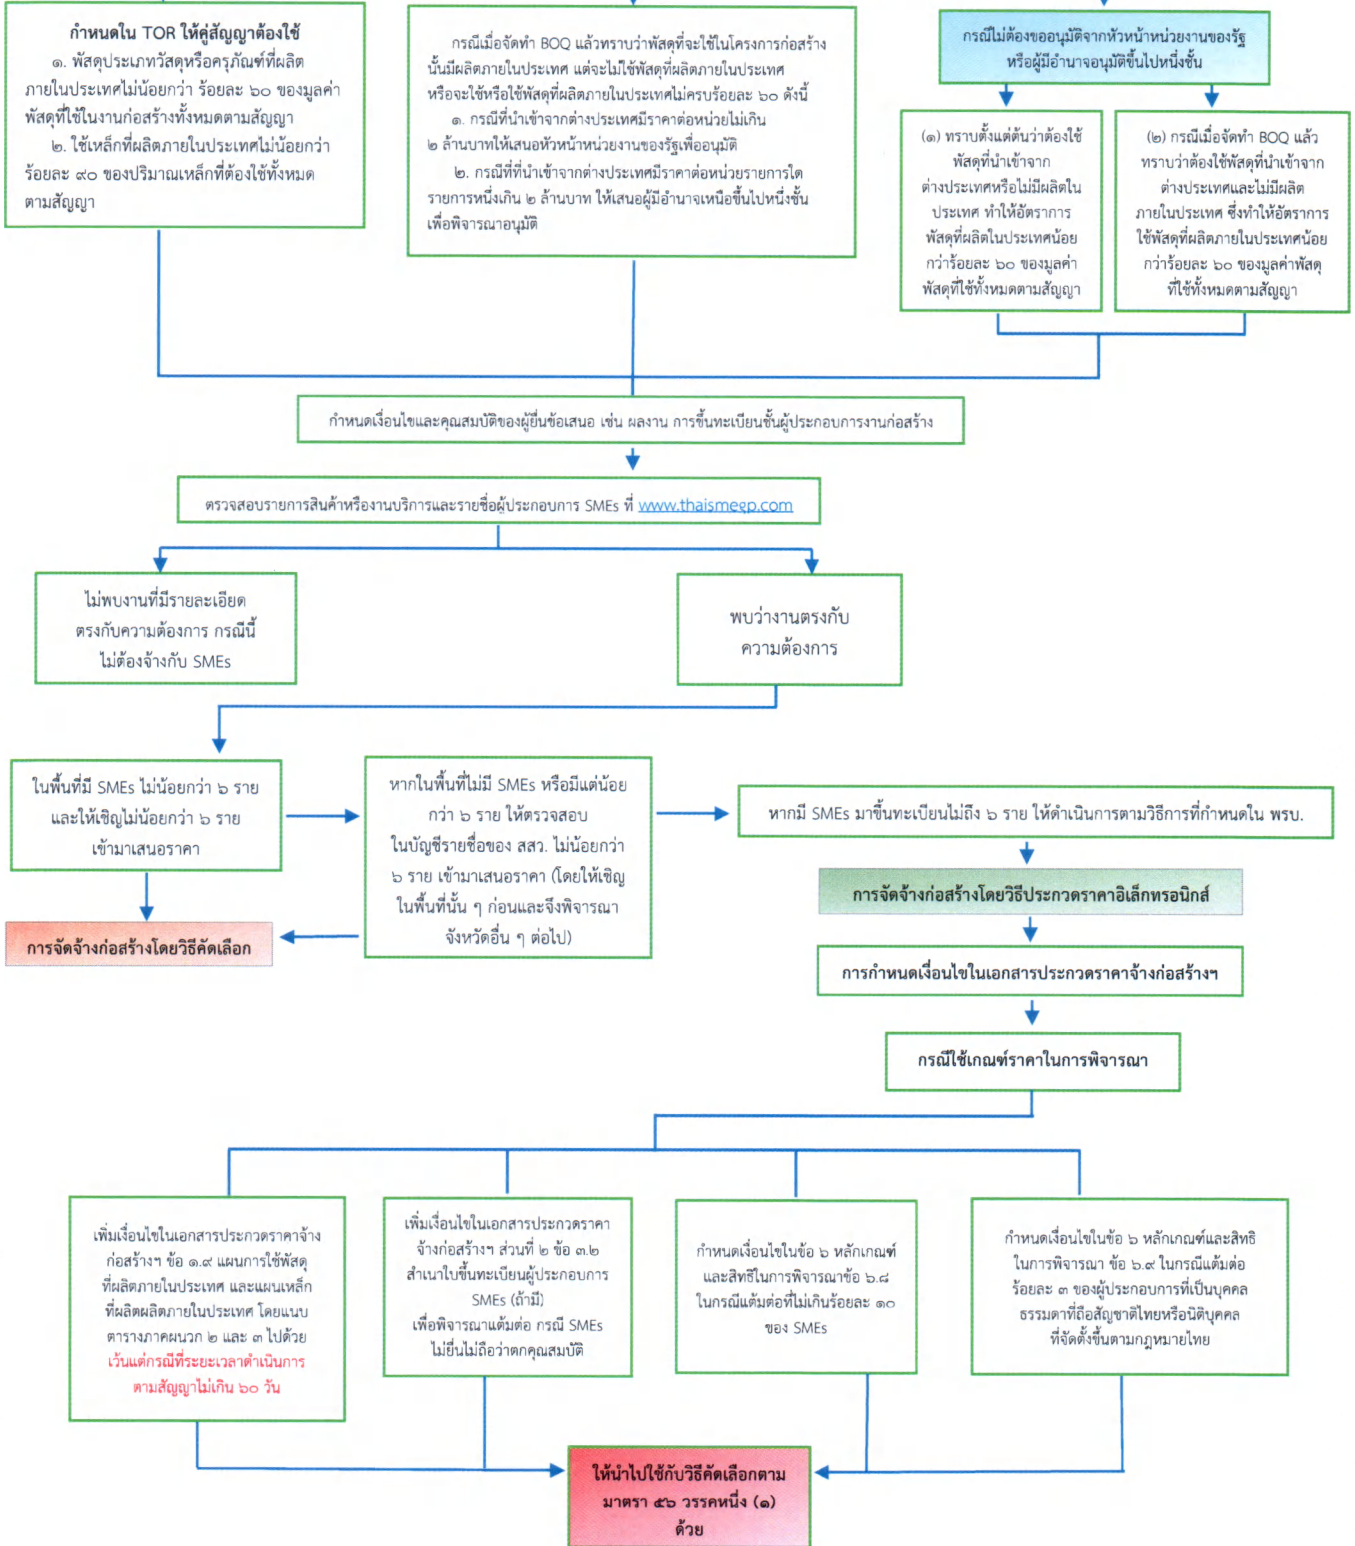 กำหนดใน TOR ให้คู่สัญญาต้องใช้
๑. พัสดุประเภทวัสดุหรือครุภัณฑ์ที่ผลิต
ภายในประเทศไม่น้อยกว่า ร้อยละ ๖๐ ของมูลค่า
พัสดุที่ใช้ในงานก่อสร้างทั้งหมดตามสัญญา
๒. ใช้เหล็กที่ผลิตภายในประเทศไม่น้อยกว่า
ร้อยละ ๙๐ ของปริมาณเหล็กที่ต้องใช้ทั้งหมด
ตามสัญญา
กรณีเมื่อจัดทำ BOQ แล้วทราบว่าพัสดุที่จะใช้ในโครงการก่อสร้าง
นั้นมีผลิตภายในประเทศ แต่จะไม่ใช้พัสดุที่ผลิตภายในประเทศ
หรือจะใช้หรือใช้พัสดุที่ผลิตภายในประเทศไม่ครบร้อยละ ๖๐ ดังนี้
๑. กรณีที่นำเข้าจากต่างประเทศมีราคาต่อหน่วยไม่เกิน
๒ ล้านบาทให้เสนอหัวหน้าหน่วยงานของรัฐเพื่ออนุมัติ
๒. กรณีที่ที่นำเข้าจากต่างประเทศมีราคาต่อหน่วยรายการใด
รายการหนึ่งเกิน ๒ ล้านบาท ให้เสนอผู้มีอำนาจเหนือขึ้นไปหนึ่งชั้น
เพื่อพิจารณาอนุมัติ
กรณีไม่ต้องขออนุมัติจากหัวหน้าหน่วยงานของรัฐ
หรือผู้มีอำนาจอนุมัติขึ้นไปหนึ่งชั้น
(๑) ทราบตั้งแต่ต้นว่าต้องใช้
พัสดุที่นำเข้าจาก
ต่างประเทศหรือไม่มีผลิตใน
ประเทศ ทำให้อัตราการ
พัสดุที่ผลิตในประเทศน้อย
กว่าร้อยละ ๖๐ ของมูลค่า
พัสดุที่ใช้ทั้งหมดตามสัญญา
(๒) กรณีเมื่อจัดทำ BOQ แล้ว
ทราบว่าต้องใช้พัสดุที่นำเข้าจาก
ต่างประเทศและไม่มีผลิต
ภายในประเทศ ซึ่งทำให้อัตราการ
ใช้พัสดุที่ผลิตภายในประเทศน้อย
กว่าร้อยละ ๖๐ ของมูลค่าพัสดุ
ที่ใช้ทั้งหมดตามสัญญา
กำหนดเงื่อนไขและคุณสมบัติของผู้ยื่นข้อเสนอ เช่น ผลงาน การขึ้นทะเบียนชั้นผู้ประกอบการงานก่อสร้าง
ตรวจสอบรายการสินค้าหรืองานบริการและรายชื่อผู้ประกอบการ SMEs ที่ www.thaismegp.com
ไม่พบงานที่มีรายละเอียด
ตรงกับความต้องการ กรณีนี้
ไม่ต้องจ้างกับ SMEs
พบว่างานตรงกับ
ความต้องการ
ในพื้นที่มี SMEs ไม่น้อยกว่า ๖ ราย
และให้เชิญไม่น้อยกว่า ๖ ราย
เข้ามาเสนอราคา
หากในพื้นที่ไม่มี SMEs หรือมีแต่น้อย
กว่า ๖ ราย ให้ตรวจสอบ
ในบัญชีรายชื่อของ สสว. ไม่น้อยกว่า
๖ ราย เข้ามาเสนอราคา (โดยให้เชิญ
ในพื้นที่นั้น ๆ ก่อนและจึงพิจารณา
จังหวัดอื่น ๆ ต่อไป)
หากมี SMEs มาขึ้นทะเบียนไม่ถึง ๖ ราย ให้ดำเนินการตามวิธีการที่กำหนดใน พรบ.
การจัดจ้างก่อสร้างโดยวิธีคัดเลือก
การจัดจ้างก่อสร้างโดยวิธีประกวดราคาอิเล็กทรอนิกส์
การกำหนดเงื่อนไขในเอกสารประกวดราคาจ้างก่อสร้างฯ
กรณีใช้เกณฑ์ราคาในการพิจารณา
เพิ่มเงื่อนไขในเอกสารประกวดราคาจ้าง
ก่อสร้างฯ ข้อ ๑.๙ แผนการใช้พัสดุ
ที่ผลิตภายในประเทศ และแผนเหล็ก
ที่ผลิตผลิตภายในประเทศ โดยแนบ
ตารางภาคผนวก ๒ และ ๓ ไปด้วย
เว้นแต่กรณีที่ระยะเวลาดำเนินการ
ตามสัญญาไม่เกิน ๖๐ วัน
เพิ่มเงื่อนไขในเอกสารประกวดราคา
จ้างก่อสร้างฯ ส่วนที่ ๒ ข้อ ๓.๒
สำเนาใบขึ้นทะเบียนผู้ประกอบการ
SMEs (ถ้ามี)
เพื่อพิจารณาแต้มต่อ กรณี SMEs
ไม่ยื่นไม่ถือว่าตกคุณสมบัติ
กำหนดเงื่อนไขในข้อ ๖ หลักเกณฑ์
และสิทธิในการพิจารณาข้อ ๖.๘
ในกรณีแต้มต่อที่ไม่เกินร้อยละ ๑๐
ของ SMEs
กำหนดเงื่อนไขในข้อ ๖ หลักเกณฑ์และสิทธิ
ในการพิจารณา ข้อ ๖.๙ ในกรณีแต้มต่อ
ร้อยละ ๓ ของผู้ประกอบการที่เป็นบุคคล
ธรรมดาที่ถือสัญชาติไทยหรือนิติบุคคล
ที่จัดตั้งขึ้นตามกฎหมายไทย
ให้นำไปใช้กับวิธีคัดเลือกตาม
มาตรา ๕๖ วรรคหนึ่ง (๑)
ด้วย